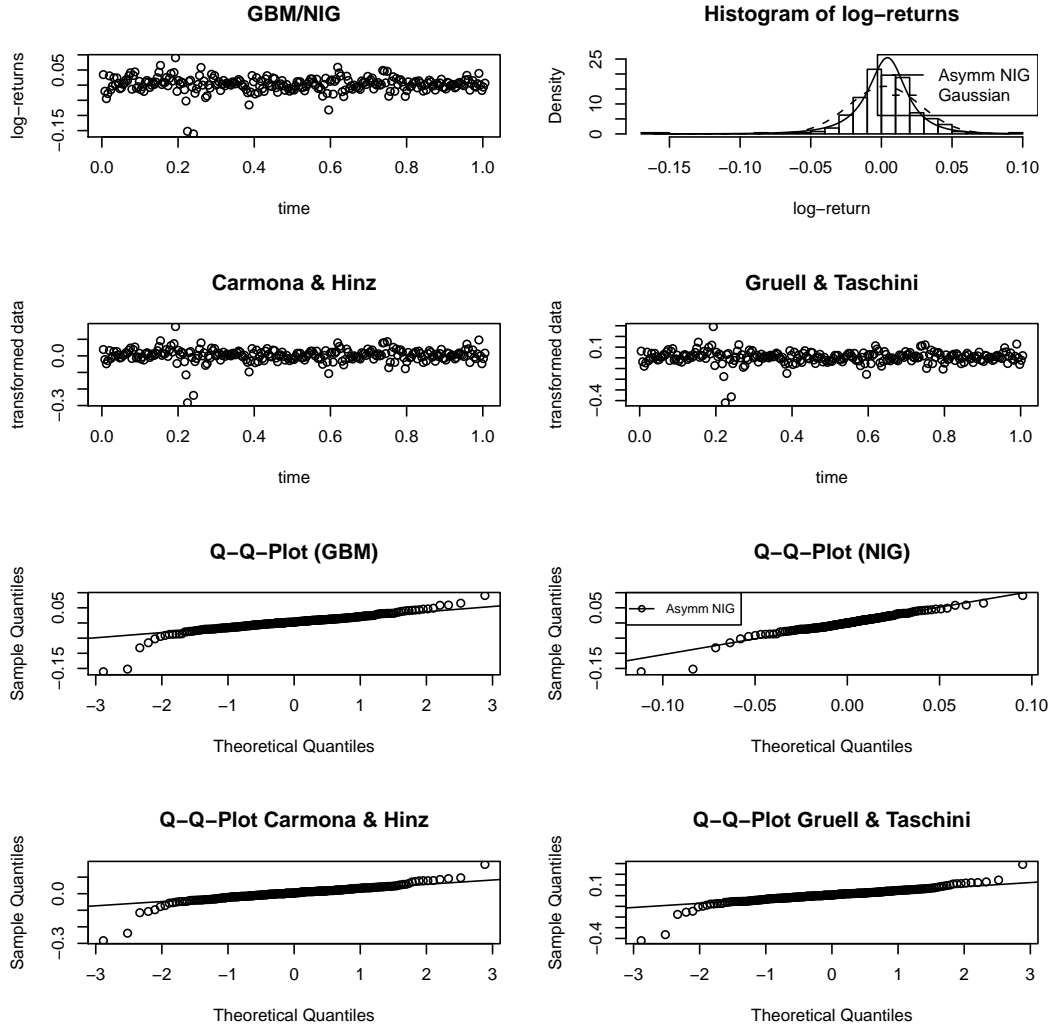 GBM/NIG
log−returns
0.05
−0.15
0.0 0.2 0.4 0.6 0.8 1.0
time
Histogram of log−returns
Density
25
10
0
Asymm NIG
Gaussian
−0.15 −0.10 −0.05 0.00 0.05 0.10
log−return
Carmona & Hinz
transformed data
0.0
−0.3
0.0 0.2 0.4 0.6 0.8 1.0
time
Gruell & Taschini
transformed data
0.1
−0.4
0.0 0.2 0.4 0.6 0.8 1.0
time
Q−Q−Plot (GBM)
Sample Quantiles
0.05
−0.15
−3 −2 −1 0 1 2 3
Theoretical Quantiles
Q−Q−Plot (NIG)
Sample Quantiles
0.05
−0.15
Asymm NIG
−0.10 −0.05 0.00 0.05 0.10
Theoretical Quantiles
Q−Q−Plot Carmona & Hinz
Sample Quantiles
0.0
−0.3
−3 −2 −1 0 1 2 3
Theoretical Quantiles
Q−Q−Plot Gruell & Taschini
Sample Quantiles
0.1
−0.4
−3 −2 −1 0 1 2 3
Theoretical Quantiles